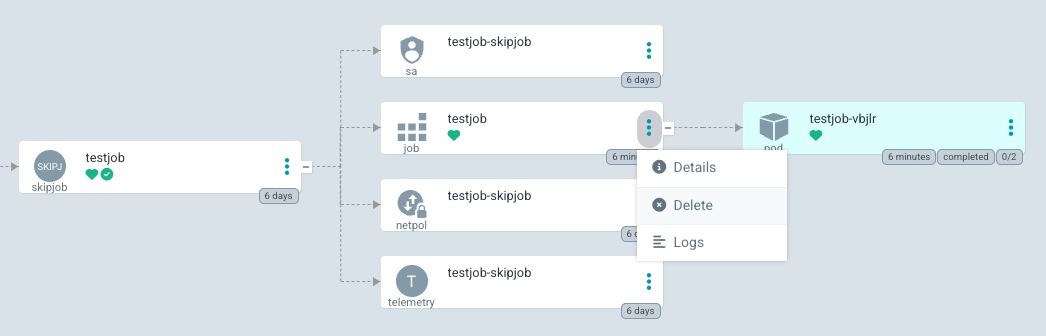 testjob-skipjob
sa
6 days
testjob
job
6 minu
testjob-vbjlr
pod
6 minutes
completed
0/2
SKIPJ
testjob
skipjob
6 days
Details
Delete
Logs
testjob-skipjob
netpol
6 d
T
testjob-skipjob
telemetry
6 days